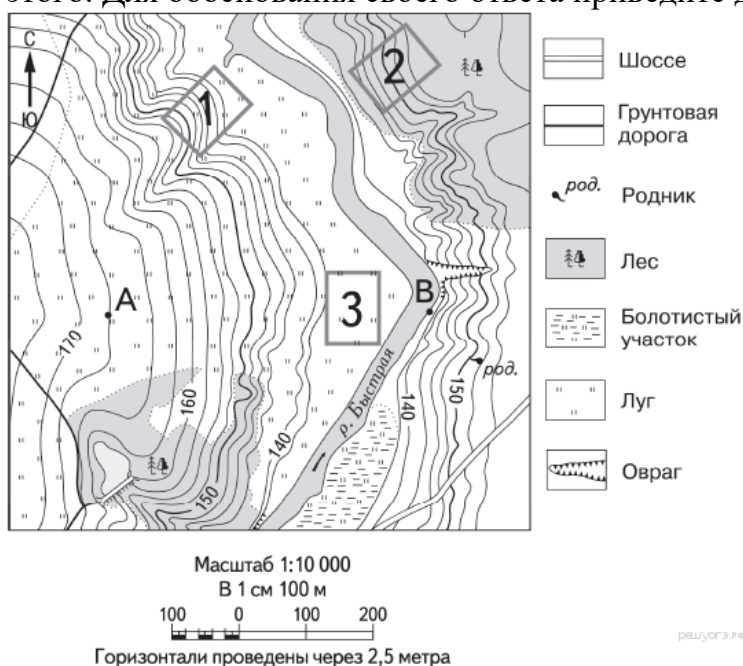 этого. Для обоснования своего ответа приведите д
С
Ю
1
2
3
А
В
170
160
150
140
140
150
род.
р. Быстрая
Шоссе
Грунтовая
дорога
род.
Родник
Лес
Болотистый
участок
Луг
Овраг
Масштаб 1:10 000
В 1 см 100 м
100 0 100 200
Горизонтали проведены через 2,5 метра
решуогэ.рф